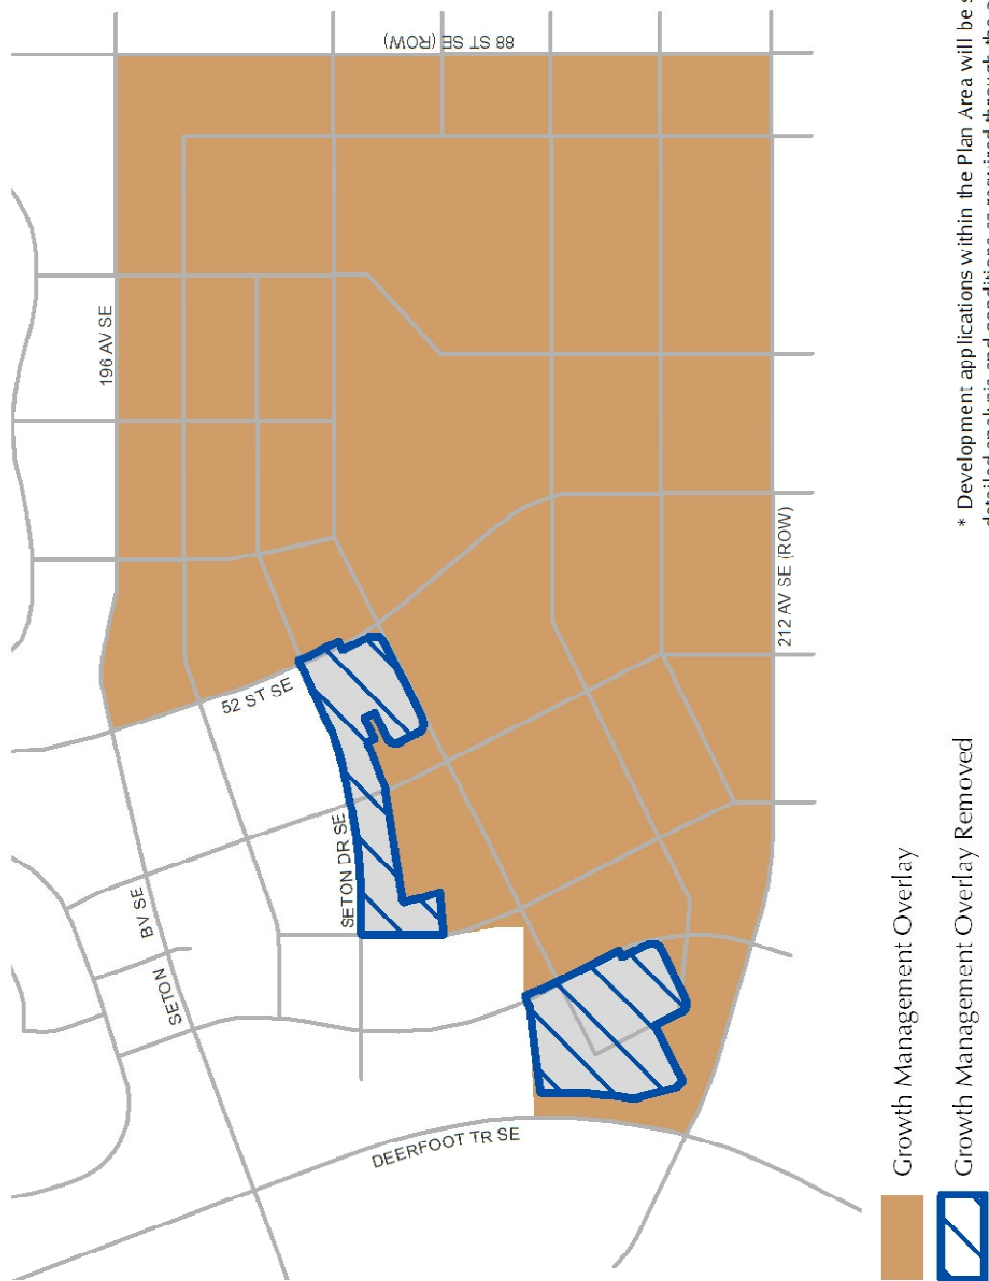 88 ST SE (ROW)
196 AV SE
52 ST SE
212 AV SE (ROW)
SETON DR SE
SETON BV SE
DEERFOOT TR SE
Growth Management Overlay
Growth Management Overlay Removed
* Development applications within the Plan Area will be